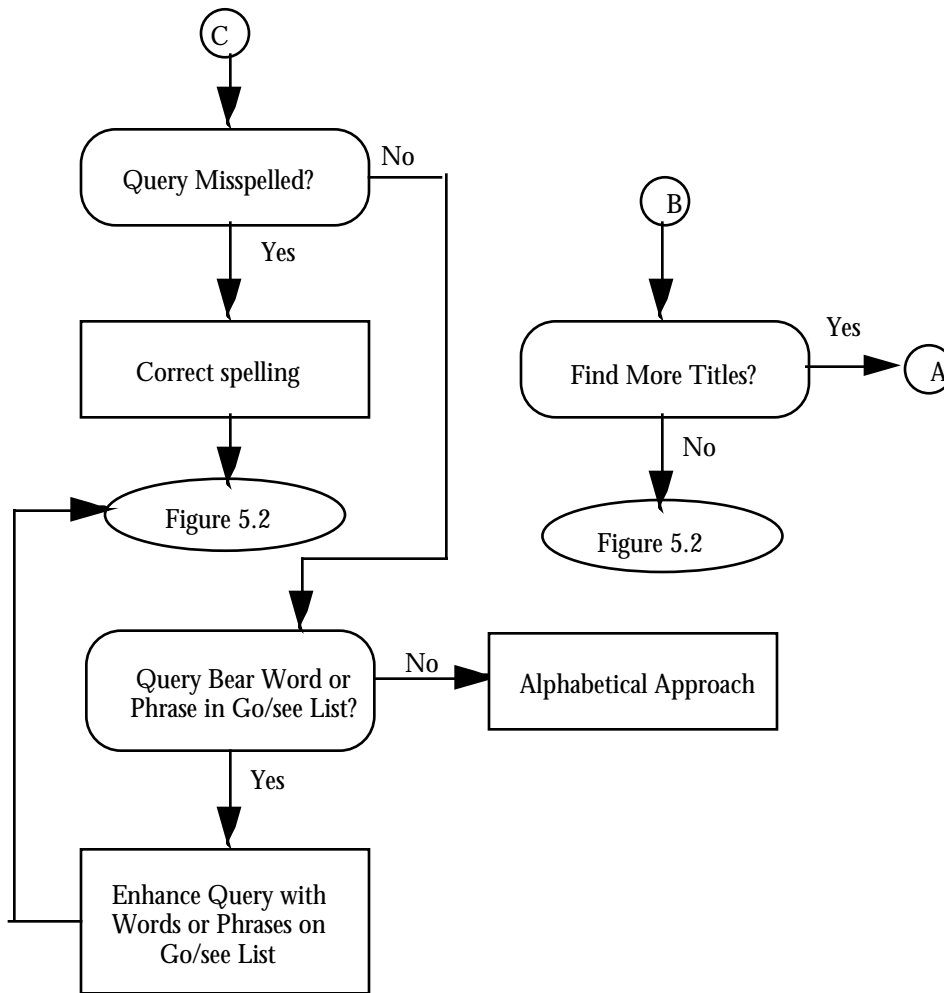 C
Query Misspelled?
No
Yes
Correct spelling
Figure 5.2
Query Bear Word or
Phrase in Go/see List?
No
Alphabetical Approach
Yes
Enhance Query with
Words or Phrases on
Go/see List
B
Find More Titles?
Yes
A
No
Figure 5.2